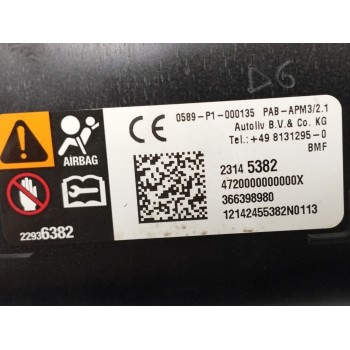 D6
0589-P1-000135 PAB-APM3/2.1
CE
Autoliv B.V.& Co. KG
Tel.:+49 8131295-0
BMF
AIRBAG
2314 5382
4720000000000X
366398980
12142455382N0113
22936382